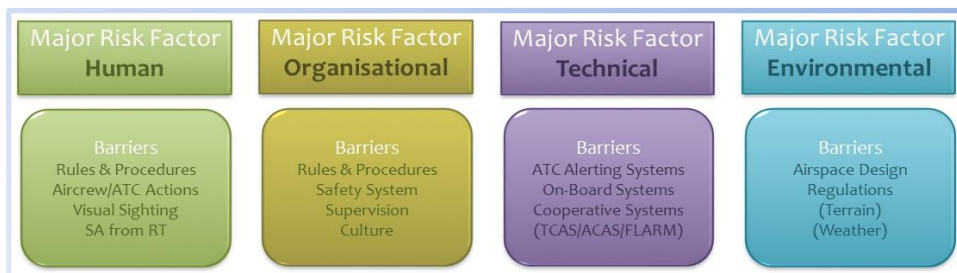 Major Risk Factor
Human
Major Risk Factor
Organisational
Major Risk Factor
Technical
Major Risk Factor
Environmental
Barriers
Rules & Procedures
Aircrew/ATC Actions
Visual Sighting
SA from RT
Barriers
Rules & Procedures
Safety System
Supervision
Culture
Barriers
ATC Alerting Systems
On-Board Systems
Cooperative Systems
(TCAS/ACAS/FLARM)
Barriers
Airspace Design
Regulations
(Terrain)
(Weather)